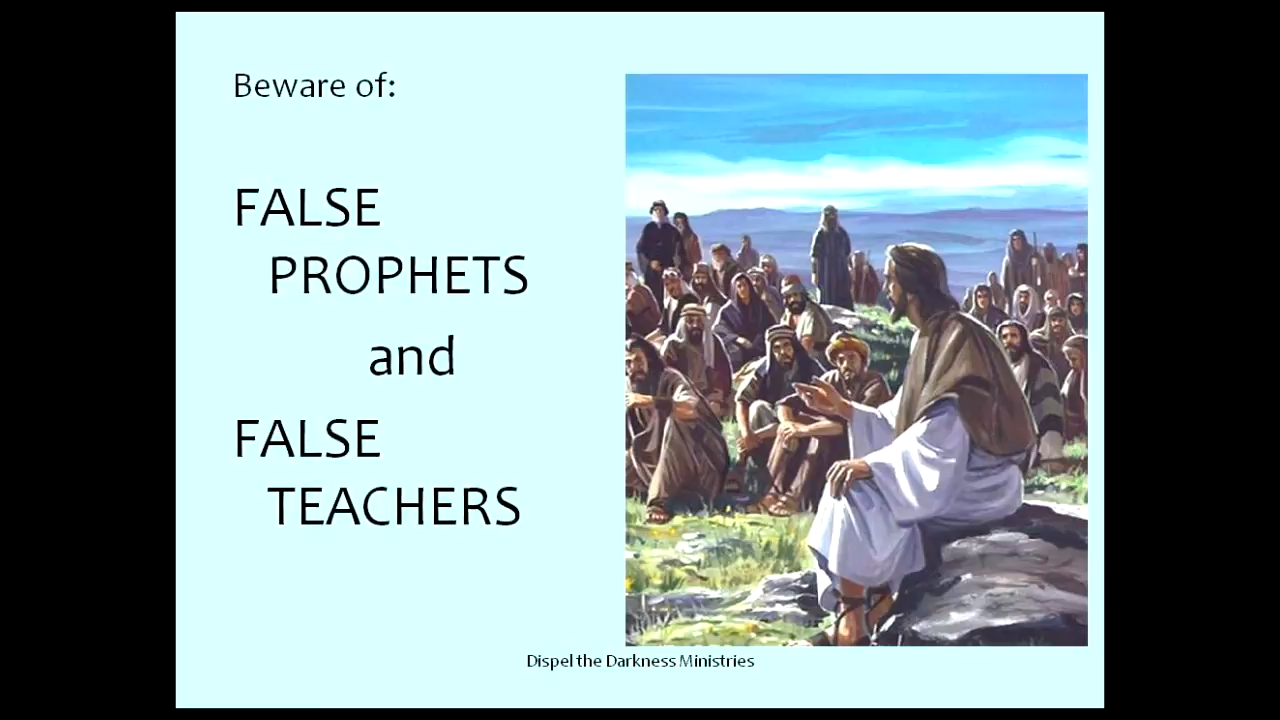 Beware of:
FALSE
PROPHETS
and
FALSE
TEACHERS
Dispel the Darkness Ministries